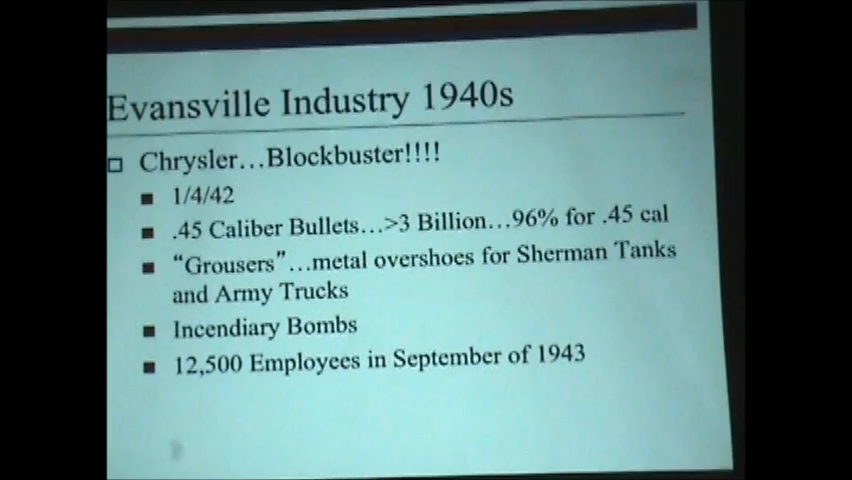 Evansville Industry 1940s
Chrysler…Blockbuster!!!!
1/4/42
.45 Caliber Bullets…>3 Billion…96% for .45 cal
“Grousers”…metal overshoes for Sherman Tanks
and Army Trucks
Incendiary Bombs
12,500 Employees in September of 1943